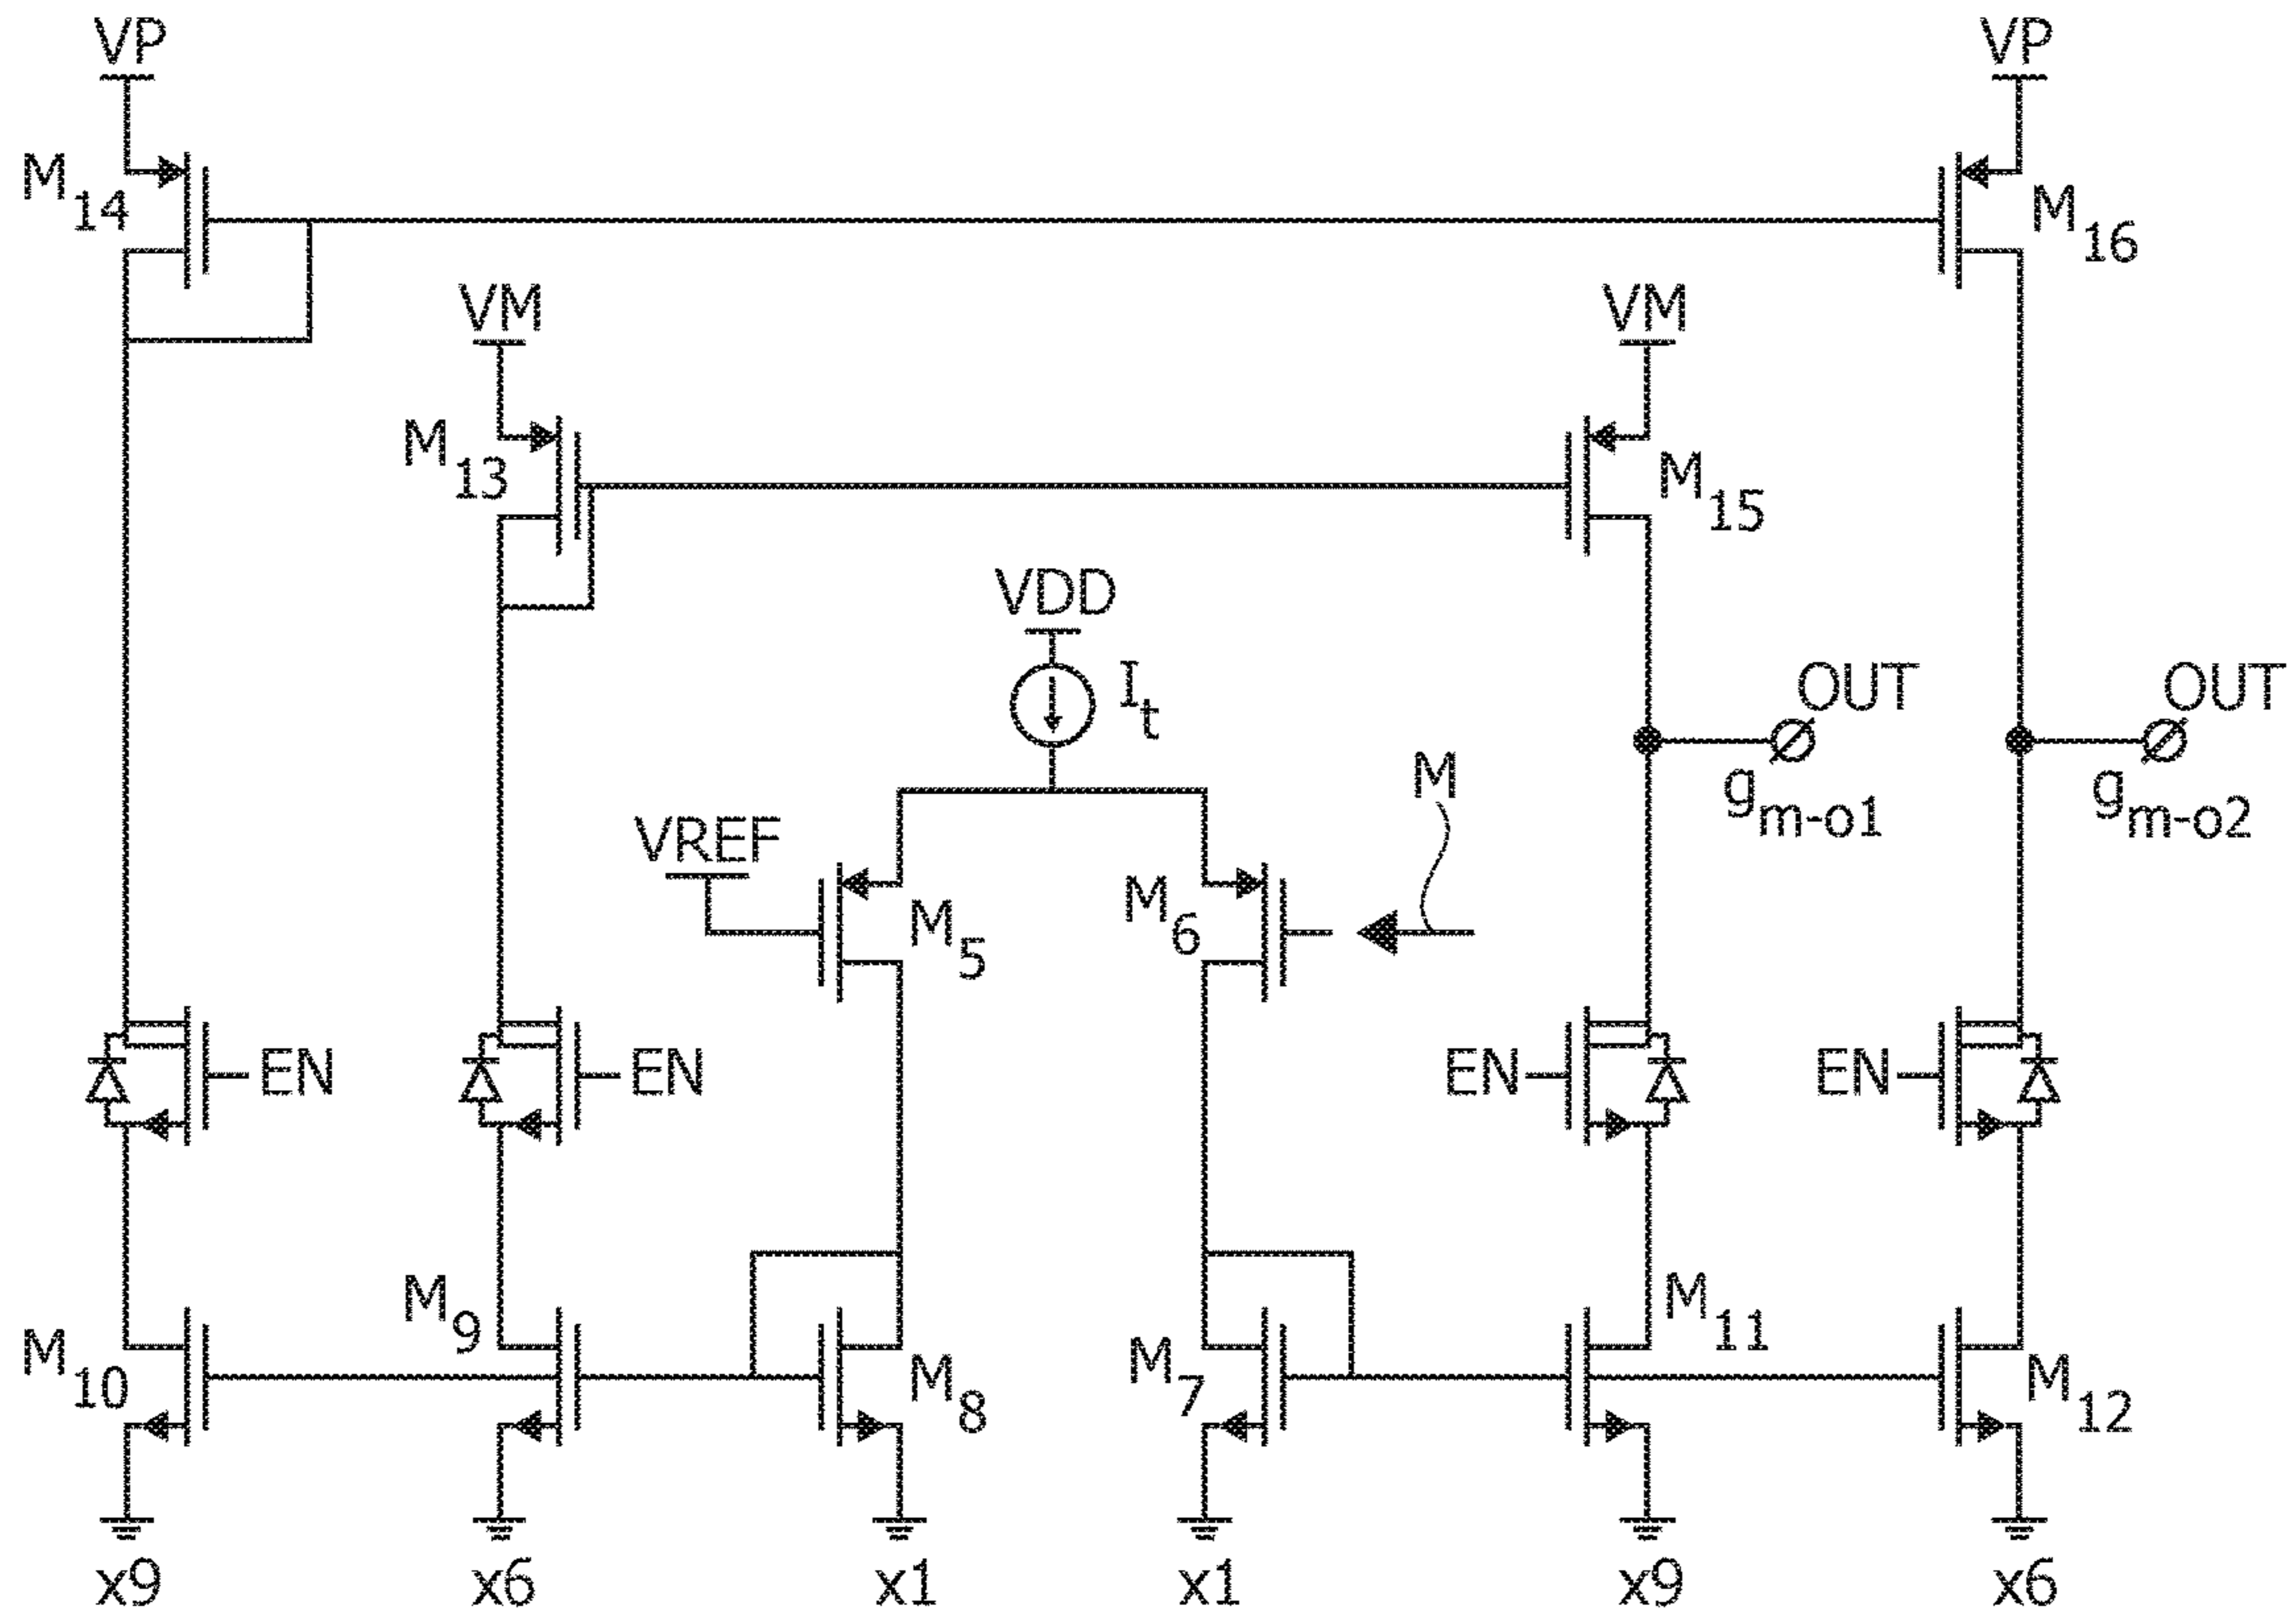 VP VP
M14 M16
VM VM
M13 M15
VDD
It
OUT OUT
gm-o1 gm-o2
M
VREF
M5 M6
EN EN EN EN
M10 M9 M8 M7 M11 M12
x9 x6 x1 x1 x9 x6